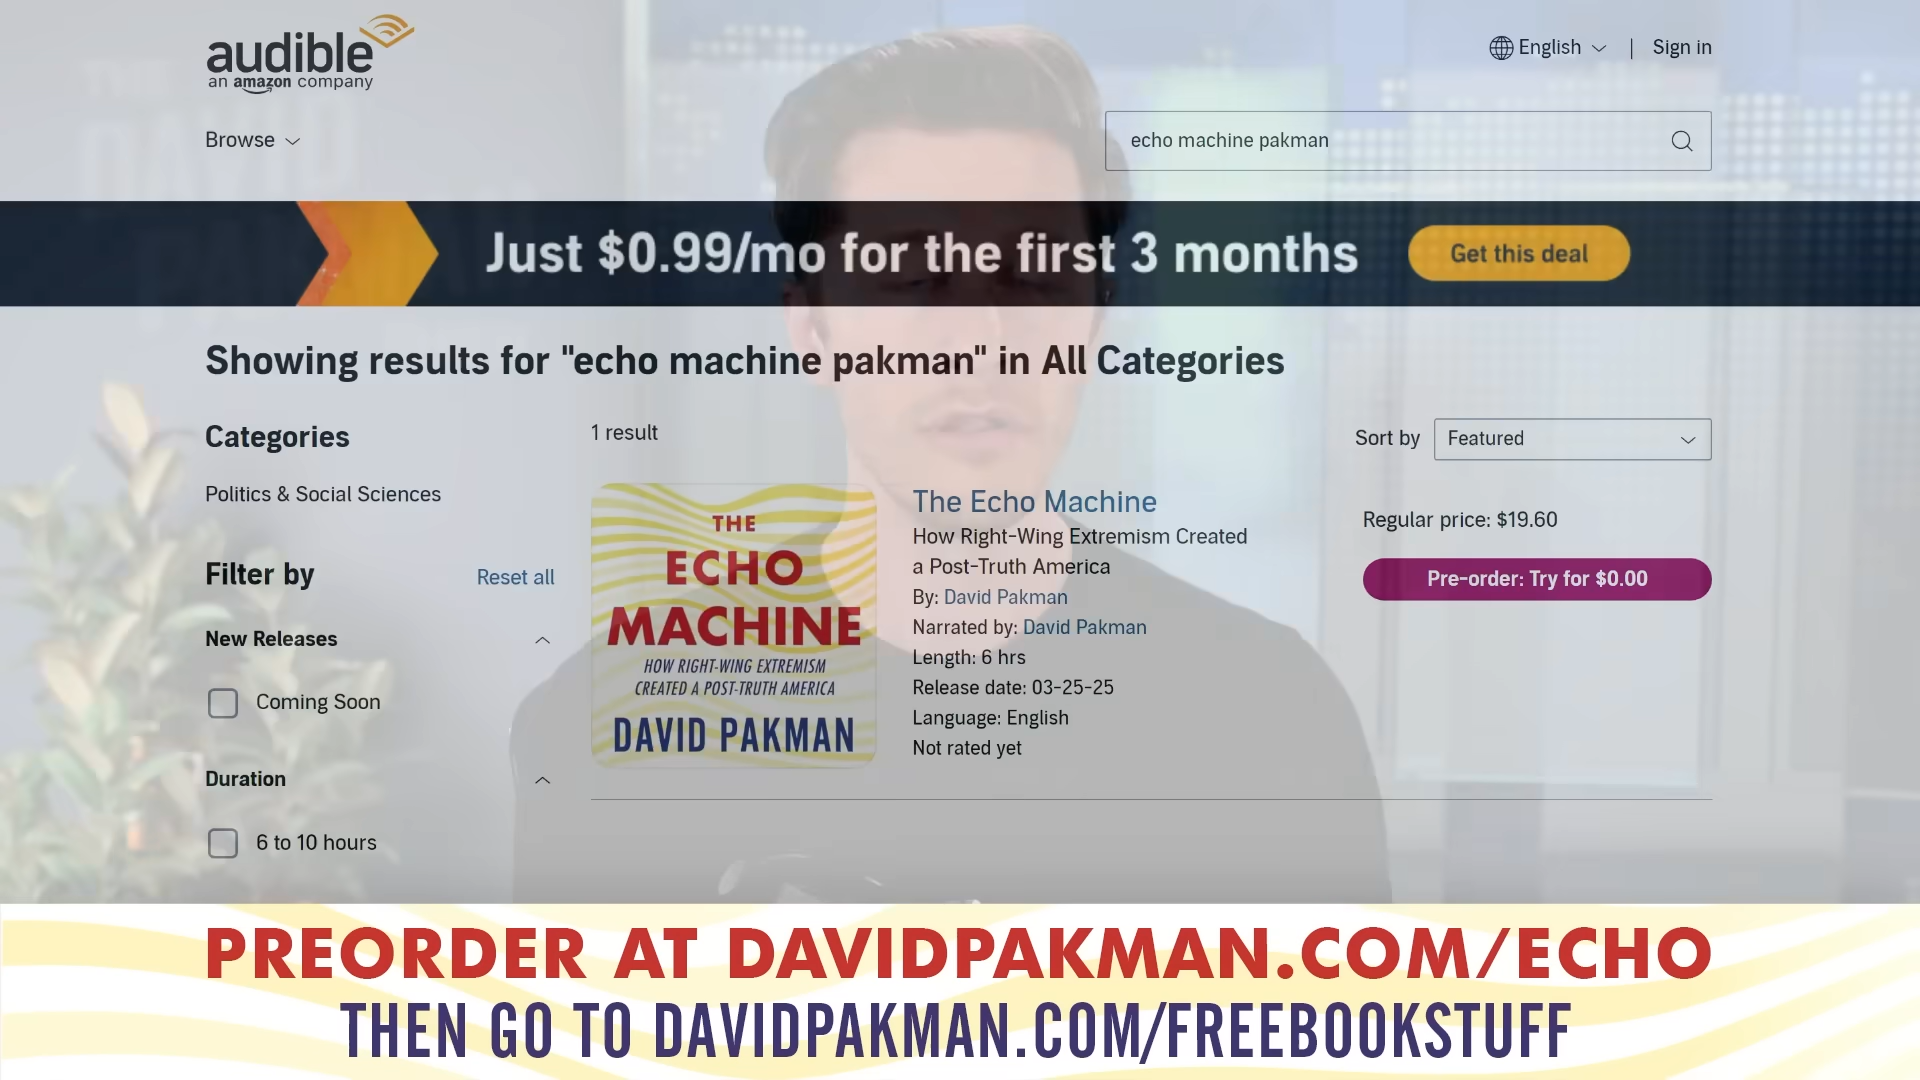 audible
an amazon company
English
Sign in
Browse
echo machine pakman
Just $0.99/mo for the first 3 months
Get this deal
Showing results for "echo machine pakman" in All Categories
Categories
Politics & Social Sciences
Filter by
Reset all
New Releases
Coming Soon
Duration
6 to 10 hours
1 result
Sort by
Featured
THE
ECHO
MACHINE
HOW RIGHT-WING EXTREMISM
CREATED A POST-TRUTH AMERICA
DAVID PAKMAN
The Echo Machine
How Right-Wing Extremism Created
a Post-Truth America
By: David Pakman
Narrated by: David Pakman
Length: 6 hrs
Release date: 03-25-25
Language: English
Not rated yet
Regular price: $19.60
Pre-order: Try for $0.00
PREORDER AT DAVIDPAKMAN.COM/ECHO
THEN GO TO DAVIDPAKMAN.COM/FREEBOOKSTUFF